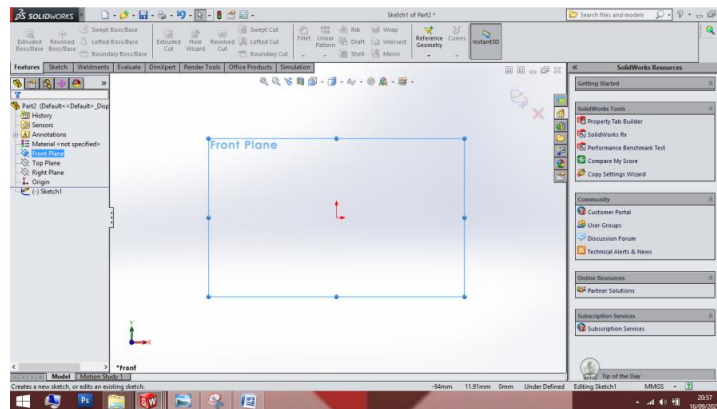 SOLIDWORKS
Sketch1 of Part2 *
Search files and models
Extruded Boss/Base
Revolved Boss/Base
Swept Boss/Base
Lofted Boss/Base
Boundary Boss/Base
Extruded Cut
Hole Wizard
Revolved Cut
Swept Cut
Lofted Cut
Boundary Cut
Fillet
Linear Pattern
Rib
Draft
Shell
Wrap
Intersect
Mirror
Reference Geometry
Curves
Instant3D
Features Sketch Weldments Evaluate DimXpert Render Tools Office Products Simulation
Part2 (Default<<Default>_Disp
History
Sensors
Annotations
Material <not specified>
Front Plane
Top Plane
Right Plane
Origin
(-) Sketch1
Front Plane
Y
*Front
SolidWorks Resources
Getting Started
SolidWorks Tools
Property Tab Builder
SolidWorks Rx
Performance Benchmark Test
Compare My Score
Copy Settings Wizard
Community
Customer Portal
User Groups
Discussion Forum
Technical Alerts & News
Online Resources
Partner Solutions
Subscription Services
Subscription Services
Tip of the Day
Model Motion Study 1
Creates a new sketch, or edits an existing sketch.
-94mm 11.91mm 0mm Under Defined Editing Sketch1 MMGS
Ps
20:57